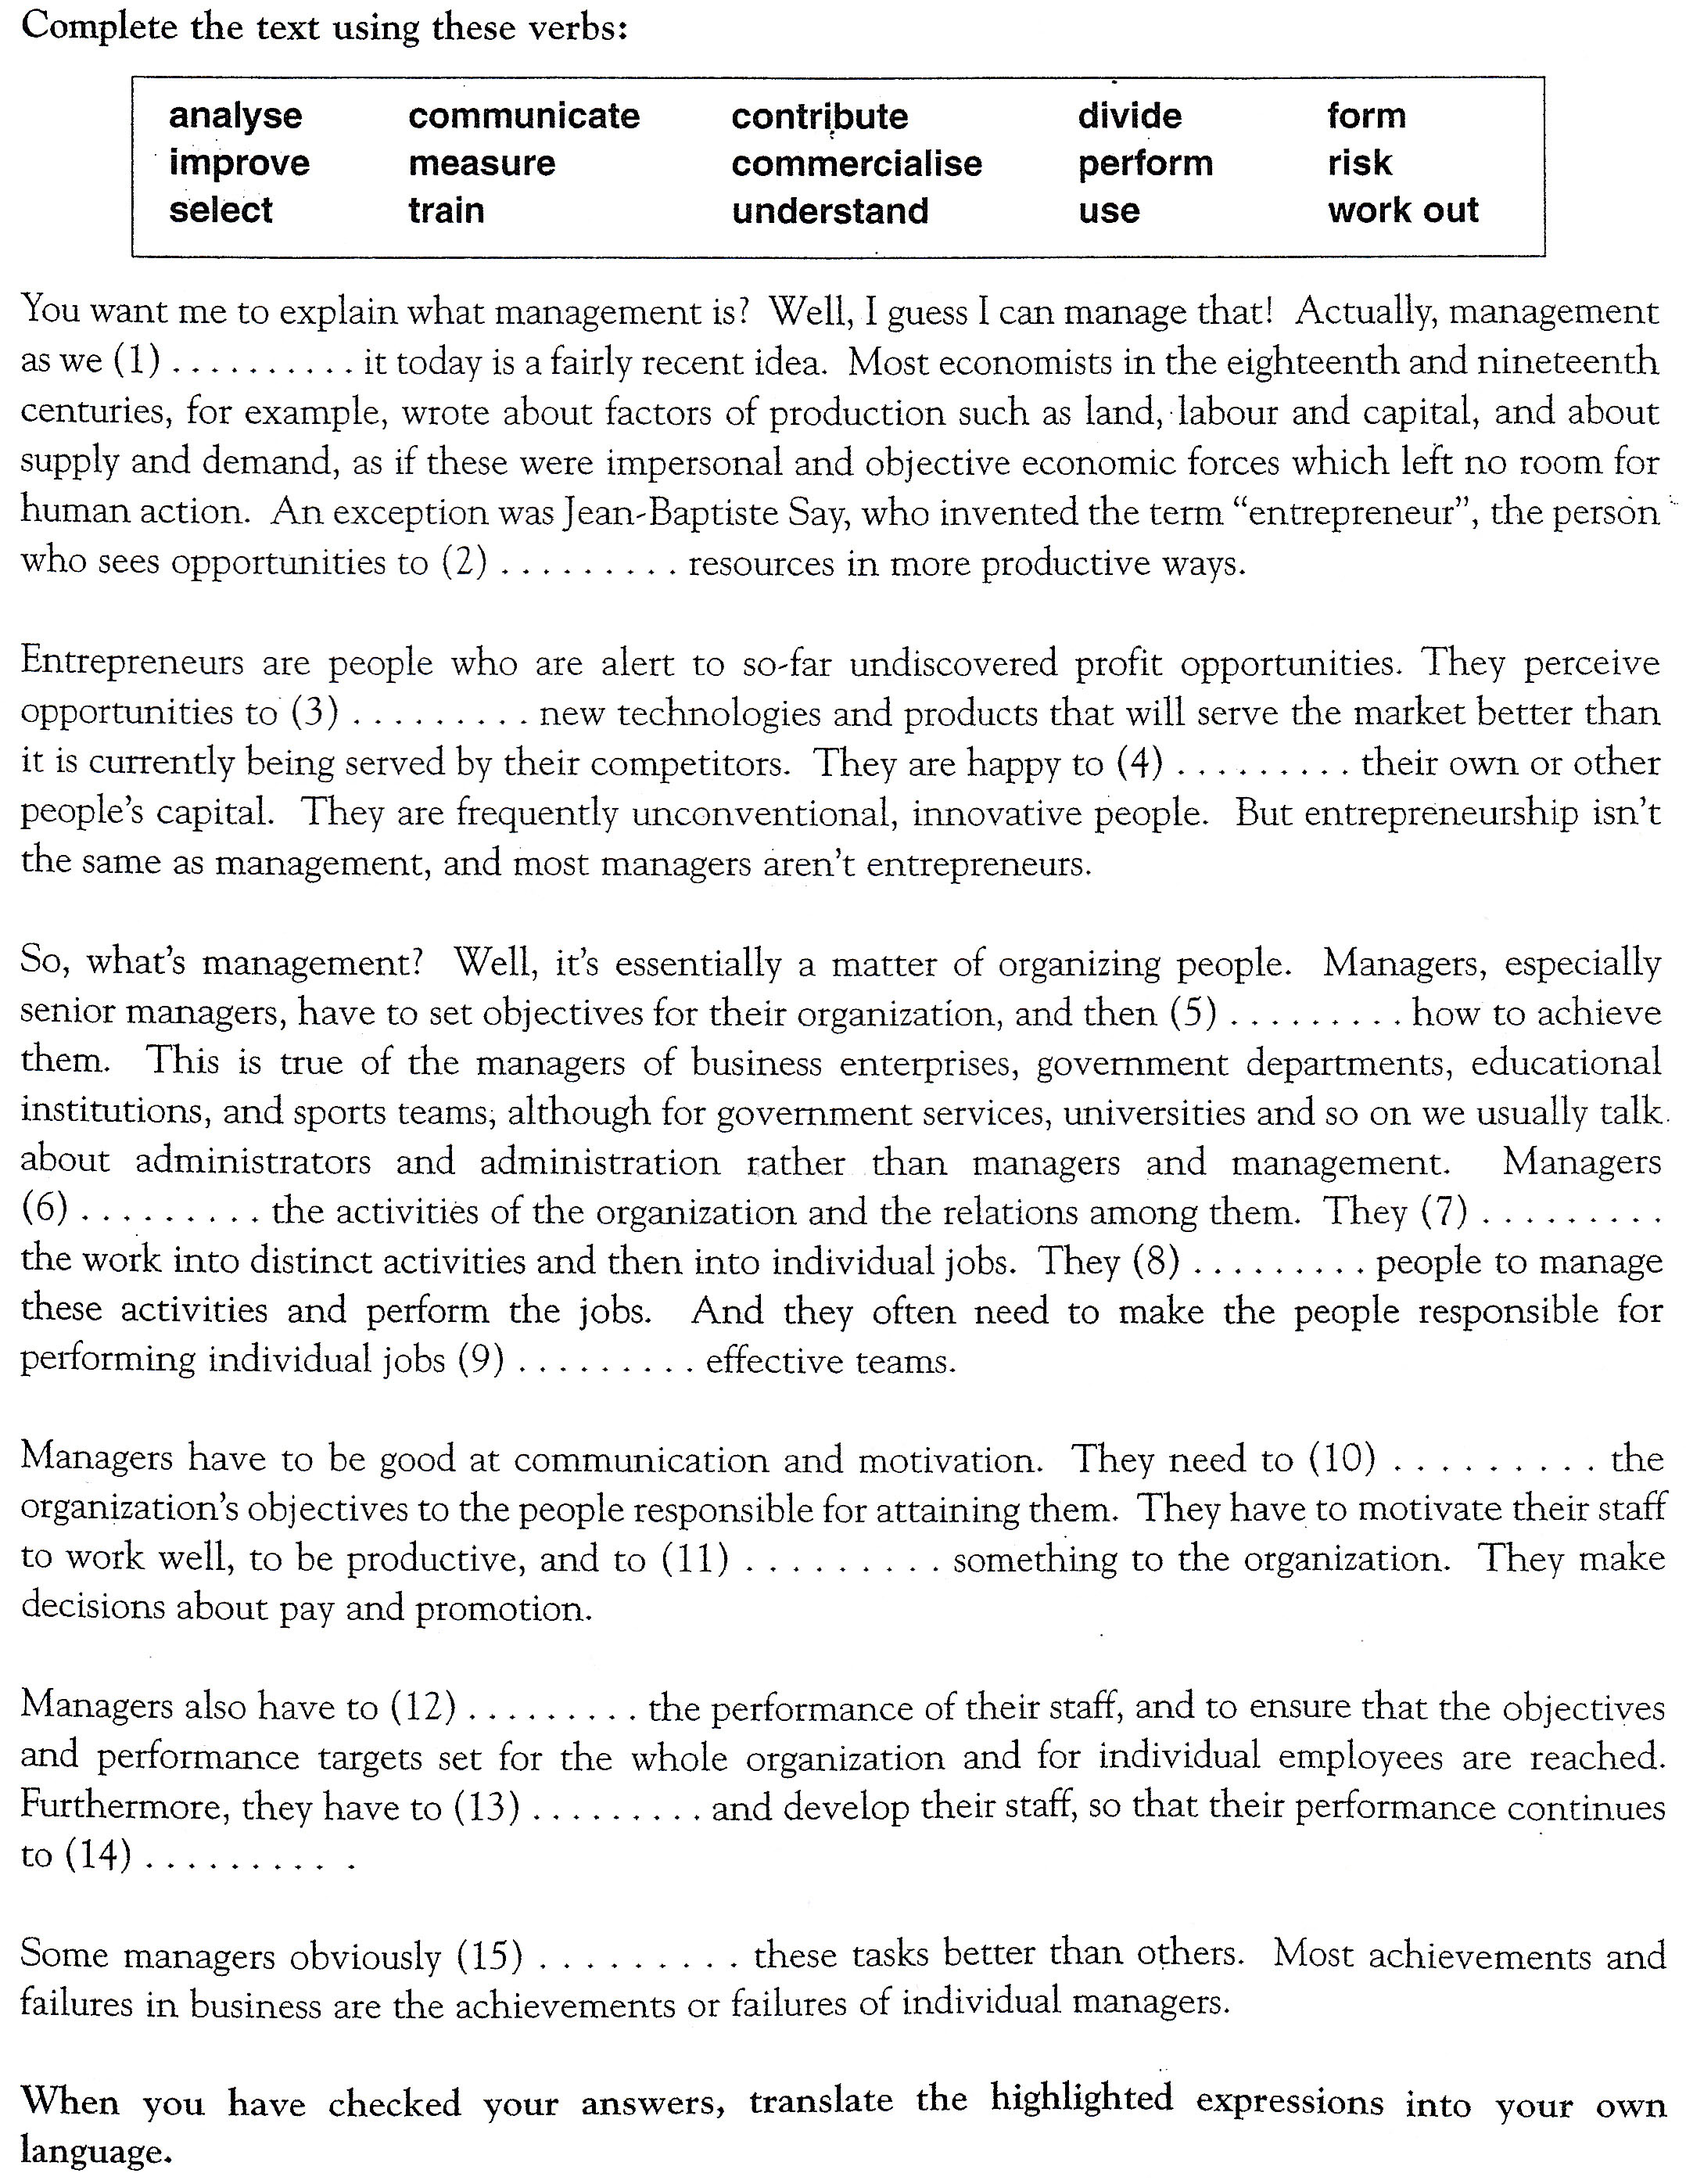 Complete the text using these verbs:
analyse communicate contribute divide form
improve measure commercialise perform risk
select train understand use work out
You want me to explain what management is? Well, I guess I can manage that! Actually, management
as we (1) . . . . . . . . . . it today is a fairly recent idea. Most economists in the eighteenth and nineteenth
centuries, for example, wrote about factors of production such as land, labour and capital, and about
supply and demand, as if these were impersonal and objective economic forces which left no room for
human action. An exception was Jean-Baptiste Say, who invented the term “entrepreneur”, the person
who sees opportunities to (2) . . . . . . . . . resources in more productive ways.
Entrepreneurs are people who are alert to so-far undiscovered profit opportunities. They perceive
opportunities to (3) . . . . . . . . . new technologies and products that will serve the market better than
it is currently being served by their competitors. They are happy to (4) . . . . . . . . . their own or other
people’s capital. They are frequently unconventional, innovative people. But entrepreneurship isn’t
the same as management, and most managers aren’t entrepreneurs.
So, what’s management? Well, it’s essentially a matter of organizing people. Managers, especially
senior managers, have to set objectives for their organization, and then (5) . . . . . . . . . how to achieve
them. This is true of the managers of business enterprises, government departments, educational
institutions, and sports teams, although for government services, universities and so on we usually talk
about administrators and administration rather than managers and management. Managers
(6) . . . . . . . . . the activities of the organization and the relations among them. They (7) . . . . . . . . .
the work into distinct activities and then into individual jobs. They (8) . . . . . . . . . people to manage
these activities and perform the jobs. And they often need to make the people responsible for
performing individual jobs (9) . . . . . . . . . effective teams.
Managers have to be good at communication and motivation. They need to (10) . . . . . . . . . the
organization’s objectives to the people responsible for attaining them. They have to motivate their staff
to work well, to be productive, and to (11) . . . . . . . . . something to the organization. They make
decisions about pay and promotion.
Managers also have to (12) . . . . . . . . . the performance of their staff, and to ensure that the objectives
and performance targets set for the whole organization and for individual employees are reached.
Furthermore, they have to (13) . . . . . . . . . and develop their staff, so that their performance continues
to (14) . . . . . . . . . .
Some managers obviously (15) . . . . . . . . . these tasks better than others. Most achievements and
failures in business are the achievements or failures of individual managers.
When you have checked your answers, translate the highlighted expressions into your own
language.